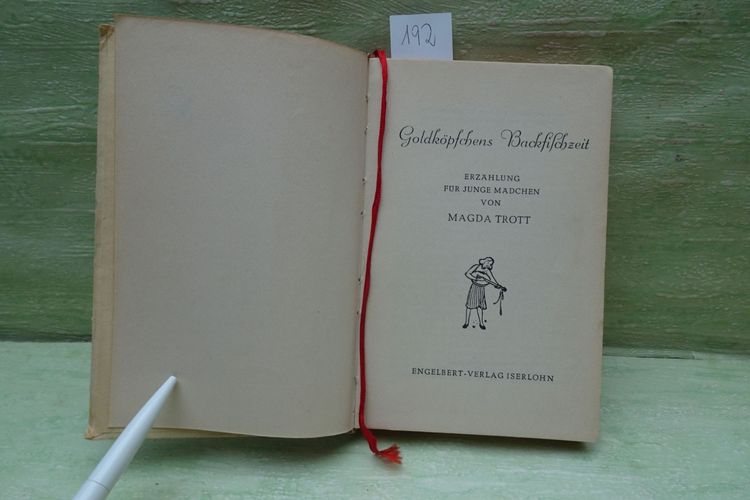 192
Goldköpfchens Backfiſchzeit
ERZÄHLUNG
FÜR JUNGE MÄDCHEN
VON
MAGDA TROTT
ENGELBERT-VERLAG ISERLOHN